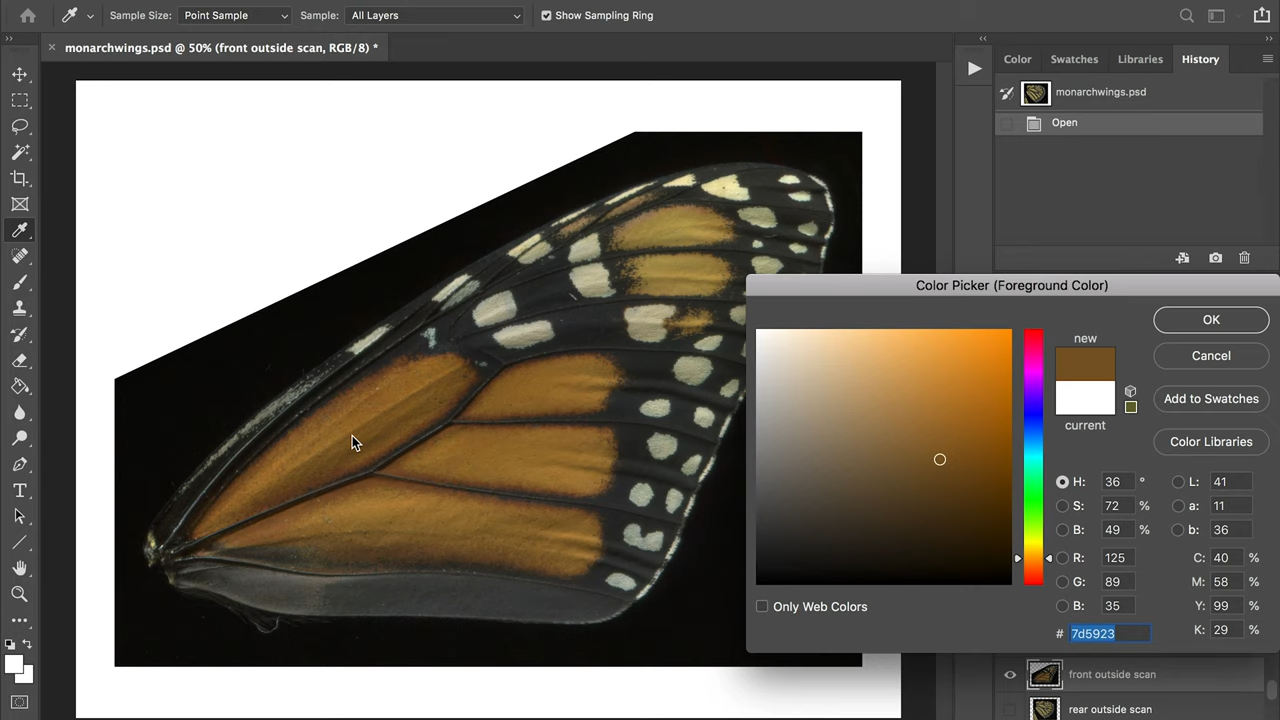 Sample Size: Point Sample Sample: All Layers Show Sampling Ring
monarchwings.psd @ 50% (front outside scan, RGB/8) *
Color Swatches Libraries History
monarchwings.psd
Open
Color Picker (Foreground Color)
new
current
OK
Cancel
Add to Swatches
Color Libraries
H: 36 ° L: 41
S: 72 % a: 11
B: 49 % b: 36
R: 125 C: 40 %
G: 89 M: 58 %
B: 35 Y: 99 %
# 7d5923 K: 29 %
Only Web Colors
front outside scan
rear outside scan